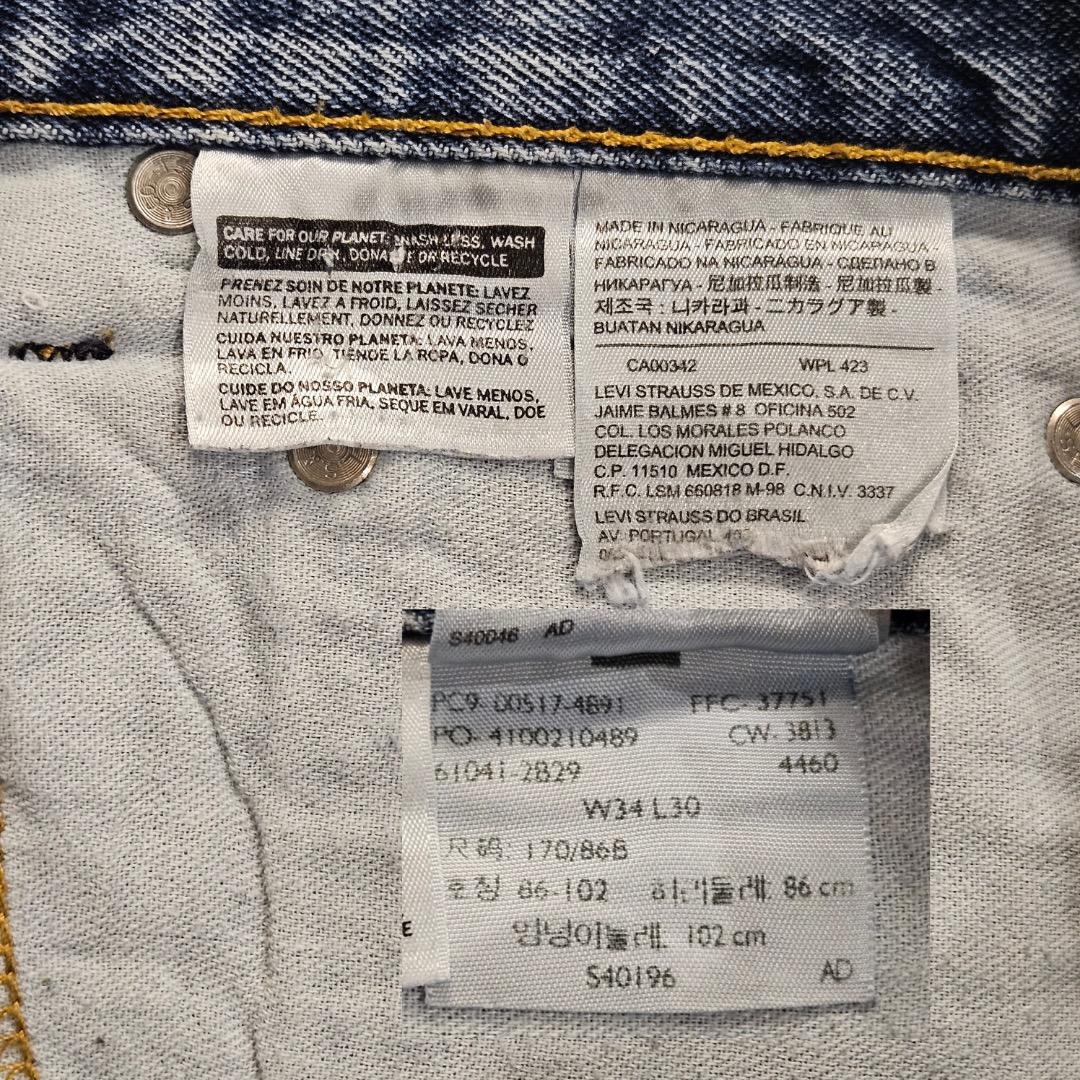 CARE FOR OUR PLANET: WASH LESS, WASH
COLD, LINE DRY, DONATE OR RECYCLE
PRENEZ SOIN DE NOTRE PLANETE: LAVEZ
MOINS, LAVEZ A FROID, LAISSEZ SECHER
NATURELLEMENT, DONNEZ OU RECYCLEZ
CUIDA NUESTRO PLANETA: LAVA MENOS,
LAVA EN FRIO, TIENDE LA ROPA, DONA O
RECICLA.
CUIDE DO NOSSO PLANETA: LAVE MENOS,
LAVE EM ÁGUA FRIA, SEQUE EM VARAL, DOE
OU RECICLE.
MADE IN NICARAGUA - FABRIQUE AU
NICARAGUA - FABRICADO EN NICARAGUA
FABRICADO NA NICARÁGUA - СДЕЛАНО В
НИКАРАГУА - 尼加拉瓜制造 - 尼加拉瓜製 -
제조국 : 니카라과 - ニカラグア製 -
BUATAN NIKARAGUA
CA00342 WPL 423
LEVI STRAUSS DE MEXICO, S.A. DE C.V.
JAIME BALMES # 8 OFICINA 502
COL. LOS MORALES POLANCO
DELEGACION MIGUEL HIDALGO
C.P. 11510 MEXICO D.F.
R.F.C. LSM 660818 M-98 C.N.I.V. 3337
LEVI STRAUSS DO BRASIL
AV. PORTUGAL
S40046 AD
PC9- 00517-4891 FFC- 37751
PO- 4100210489 CW- 3813
61041-2829 4460
W34 L30
尺码: 170/86B
호칭 86-102 허리둘레: 86 cm
엉덩이둘레: 102 cm
S40196 AD
E